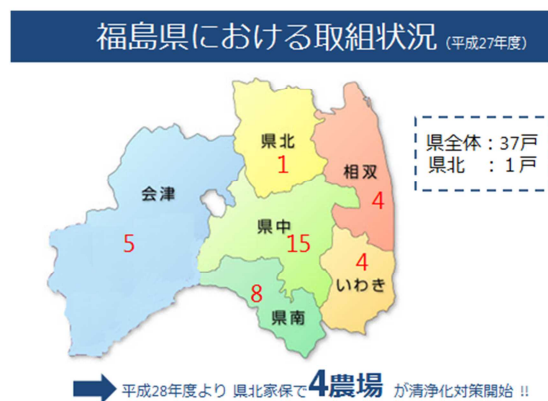 福島県における取組状況（平成27年度）
県北
1
県全体：37戸
県北　：１戸
相双
4
会津
5
県中
15
4
いわき
8
県南
平成28年度より 県北家保で4農場 が清浄化対策開始 !!